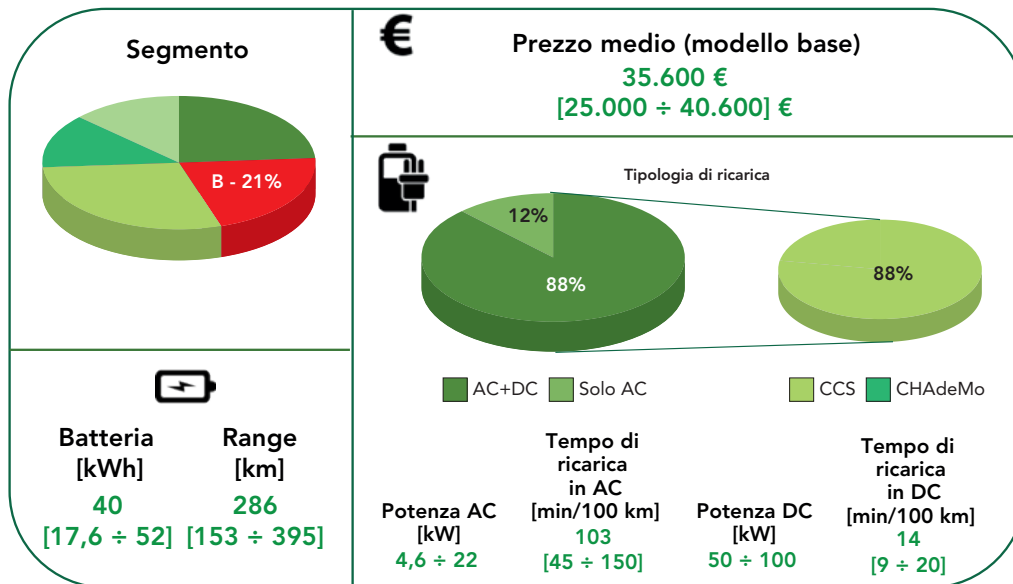 Segmento
B - 21%
€
Prezzo medio (modello base)
35.600 €
[25.000 ÷ 40.600] €
Tipologia di ricarica
12%
88%
88%
AC+DC
Solo AC
CCS
CHAdeMo
Batteria
[kWh]
40
[17,6 ÷ 52]
Range
[km]
286
[153 ÷ 395]
Potenza AC
[kW]
4,6 ÷ 22
Tempo di
ricarica
in AC
[min/100 km]
103
[45 ÷ 150]
Potenza DC
[kW]
50 ÷ 100
Tempo di
ricarica
in DC
[min/100 km]
14
[9 ÷ 20]